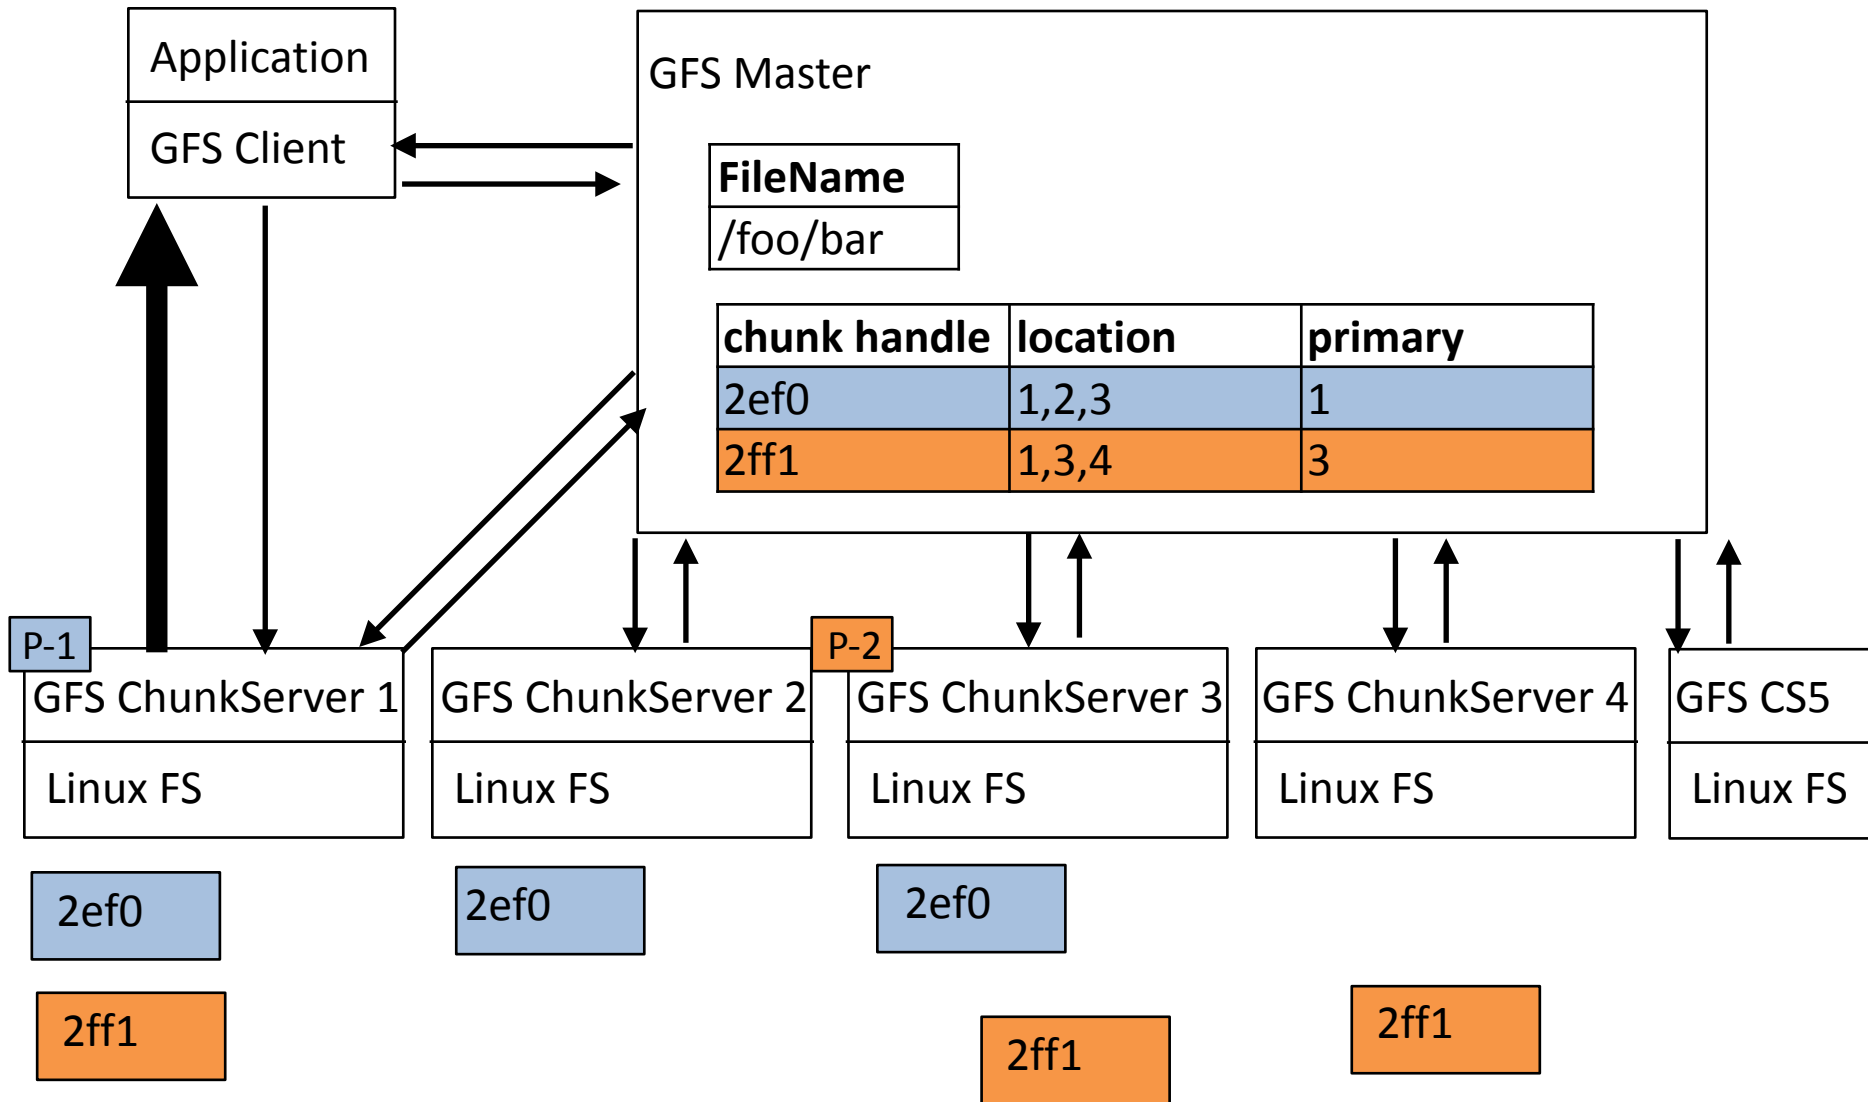 Application
GFS Client
GFS Master
FileName
/foo/bar
chunk handle location primary
2ef0 1,2,3 1
2ff1 1,3,4 3
P-1
P-2
GFS ChunkServer 1
Linux FS
GFS ChunkServer 2
Linux FS
GFS ChunkServer 3
Linux FS
GFS ChunkServer 4
Linux FS
GFS CS5
Linux FS
2ef0
2ef0
2ef0
2ff1
2ff1
2ff1